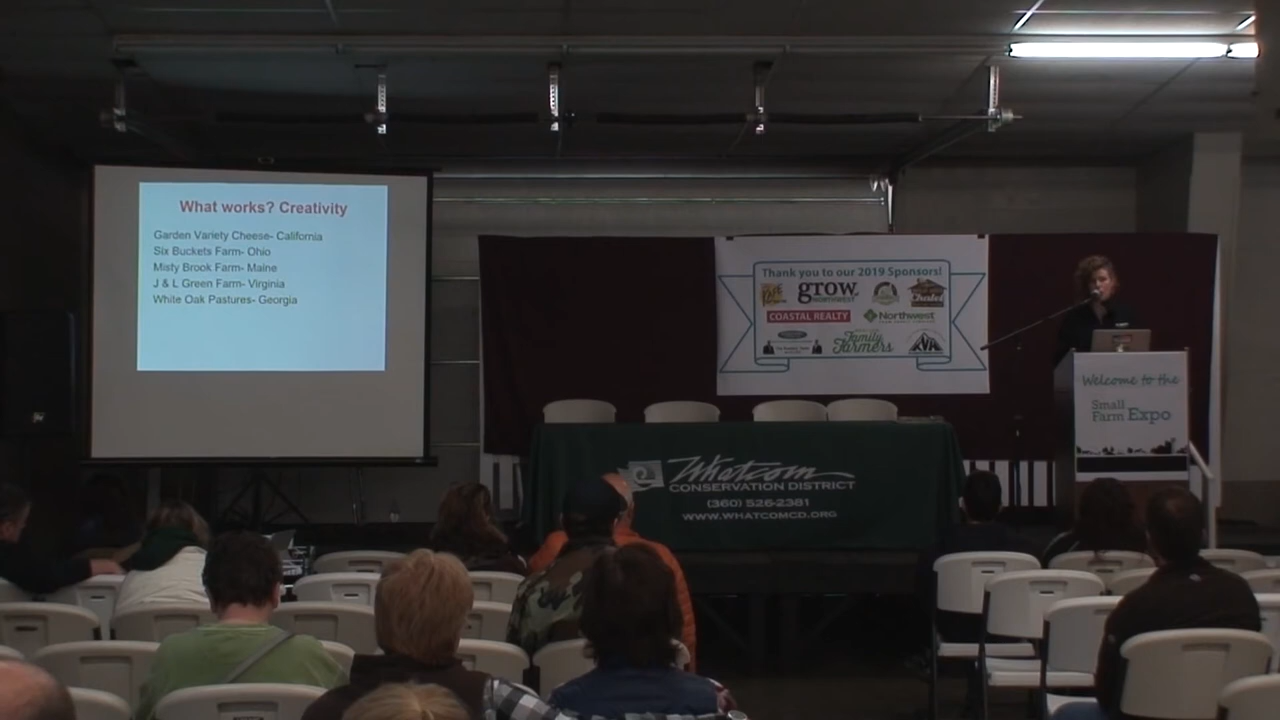 What works? Creativity
Garden Variety Cheese- California
Six Buckets Farm- Ohio
Misty Brook Farm- Maine
J & L Green Farm- Virginia
White Oak Pastures- Georgia
Thank you to our 2019 Sponsors!
grow
NORTHWEST
Chalet
COASTAL REALTY
Northwest
Family
Farmers
Welcome to the
Small
Farm Expo
Whatcom
CONSERVATION DISTRICT
(360) 526-2381
WWW.WHATCOMCD.ORG